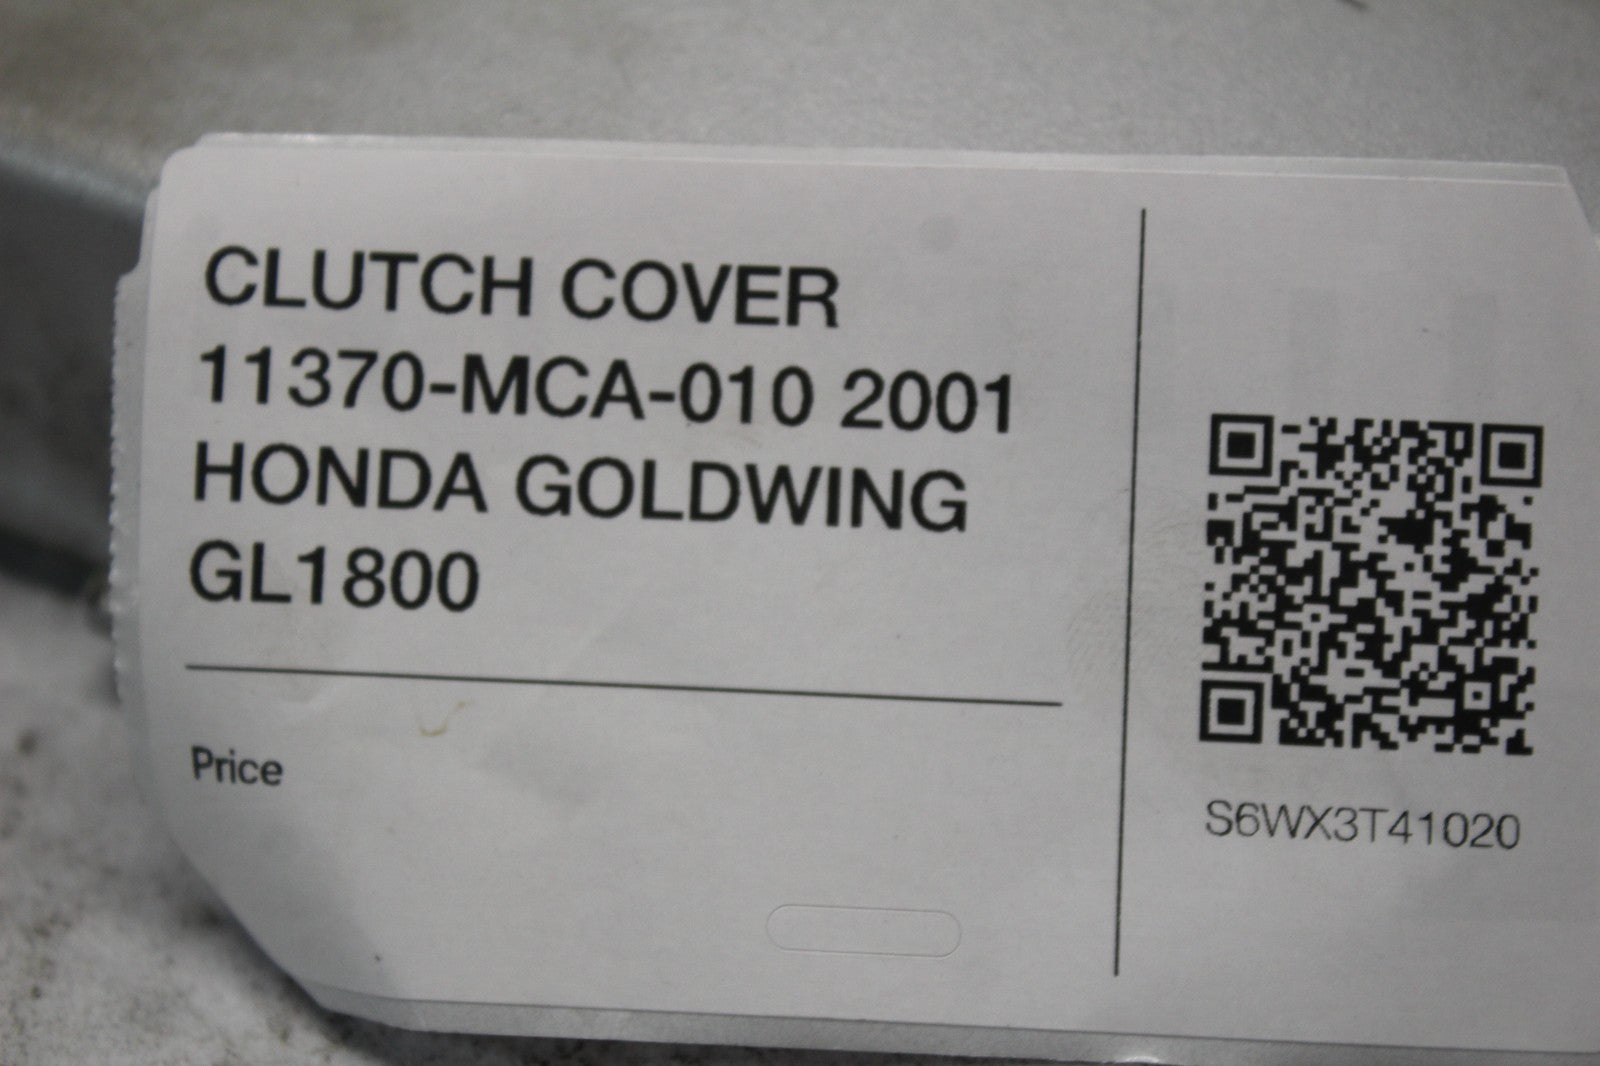 CLUTCH COVER
11370-MCA-010 2001
HONDA GOLDWING
GL1800
Price
S6WX3T41020